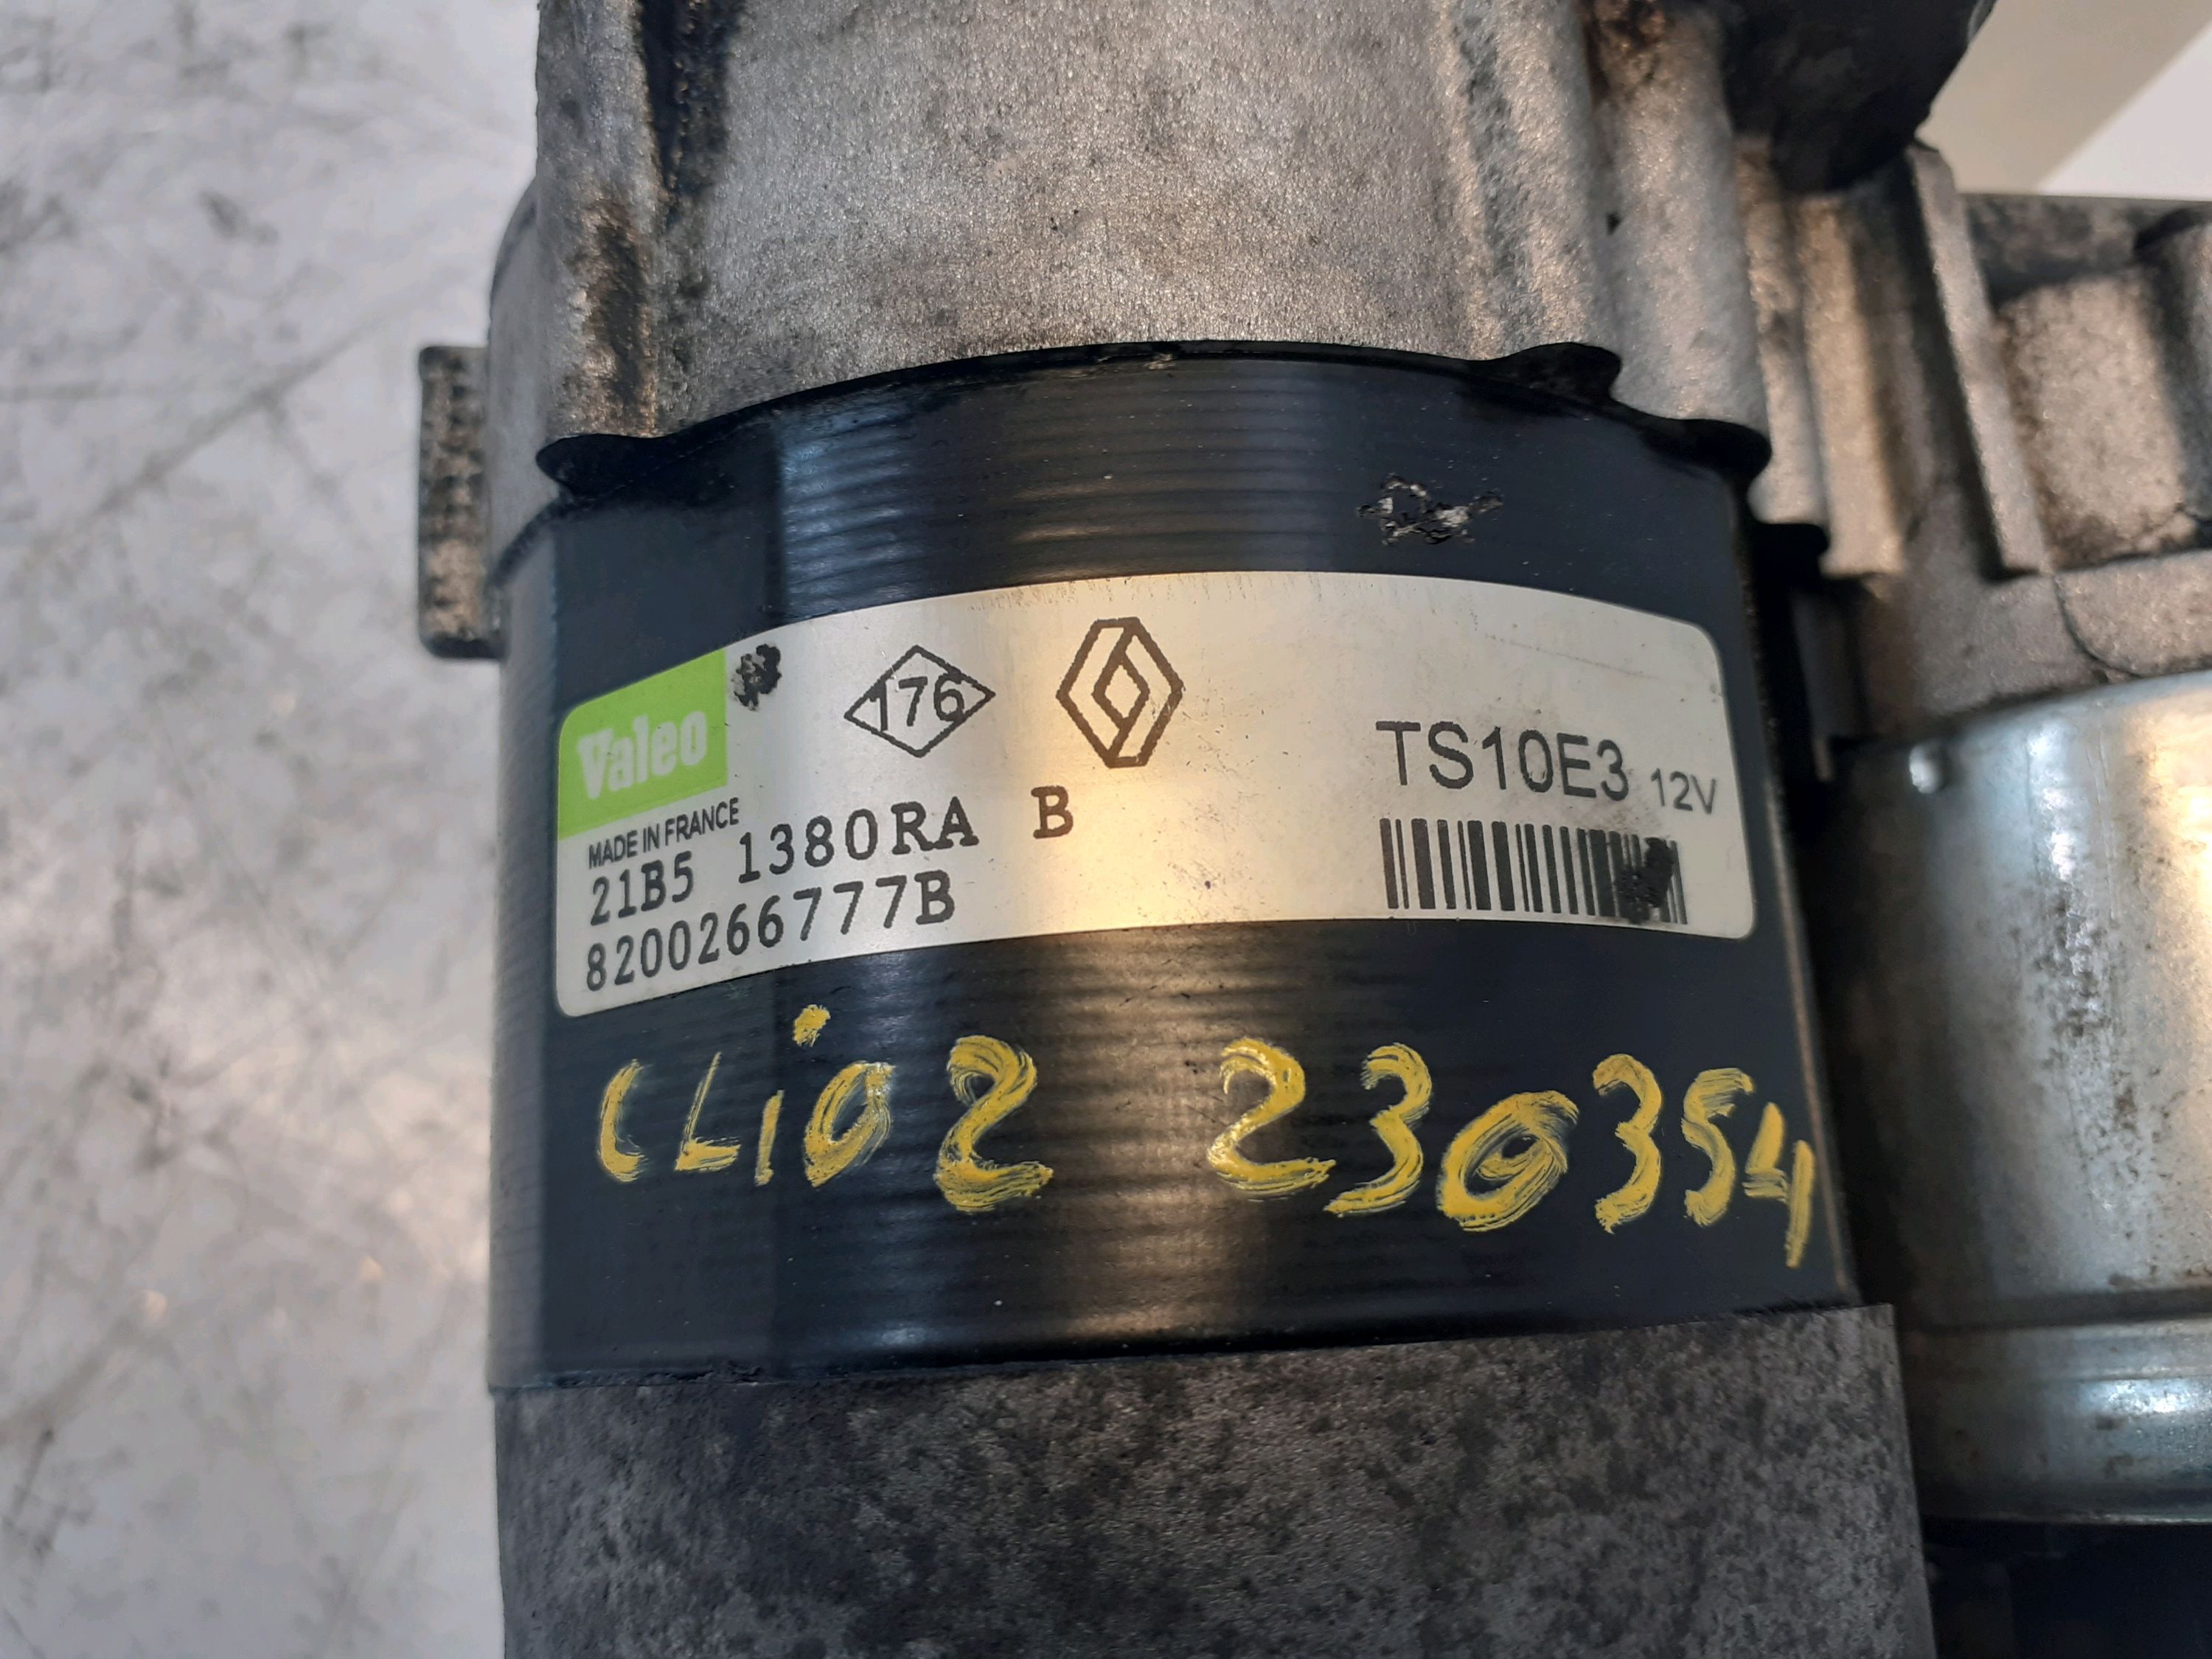 Valeo
176
MADE IN FRANCE
TS10E3 12V
21B5 1380RA B
8200266777B
CLiO2 230354